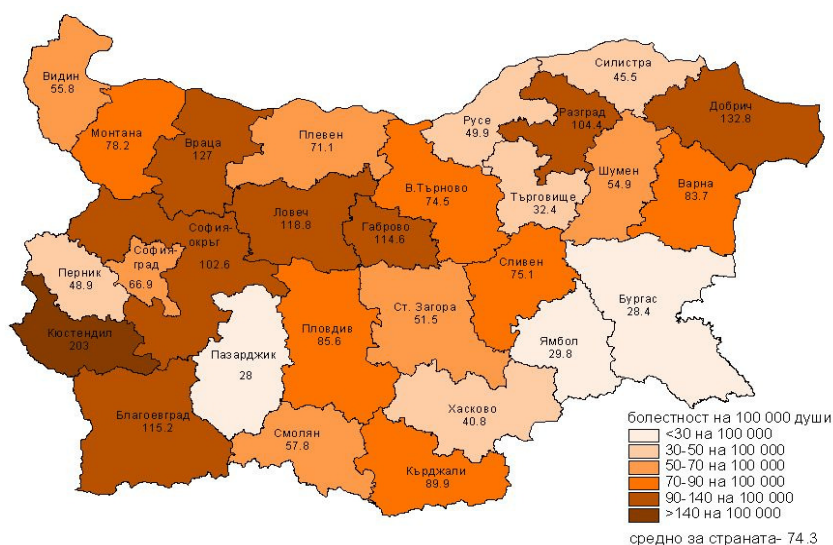 Видин
55.8
Монтана
78.2
Враца
127
Плевен
71.1
Русе
49.9
Силистра
45.5
Разград
104.4
Добрич
132.8
Шумен
54.9
Варна
83.7
Търговище
32.4
В.Търново
74.5
Ловеч
118.8
Габрово
114.6
София-
окръг
102.6
София-
град
66.9
Перник
48.9
Кюстендил
203
Сливен
75.1
Бургас
28.4
Ст. Загора
51.5
Пловдив
85.6
Пазарджик
28
Ямбол
29.8
Благоевград
115.2
Хасково
40.8
Смолян
57.8
Кърджали
89.9
болестност на 100 000 души
<30 на 100 000
30-50 на 100 000
50-70 на 100 000
70-90 на 100 000
90-140 на 100 000
>140 на 100 000
средно за страната- 74.3